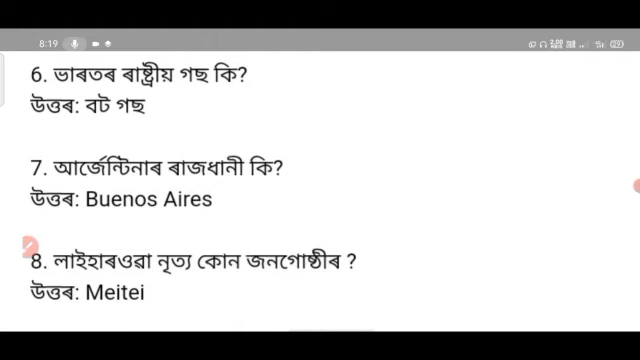 8:19
6. ভাৰতৰ ৰাষ্ট্ৰীয় গছ কি?
উত্তৰ: বট গছ
7. আৰ্জেন্টিনাৰ ৰাজধানী কি?
উত্তৰ: Buenos Aires
8. লাইহাৰাওৱা নৃত্য কোন জনগোষ্ঠীৰ ?
উত্তৰ: Meitei